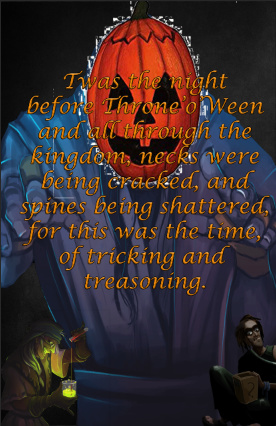 Twas the night
before Throne'o'Ween
and all through the
kingdom, necks were
being cracked, and
spines being shattered,
for this was the time,
of tricking and
treasoning.